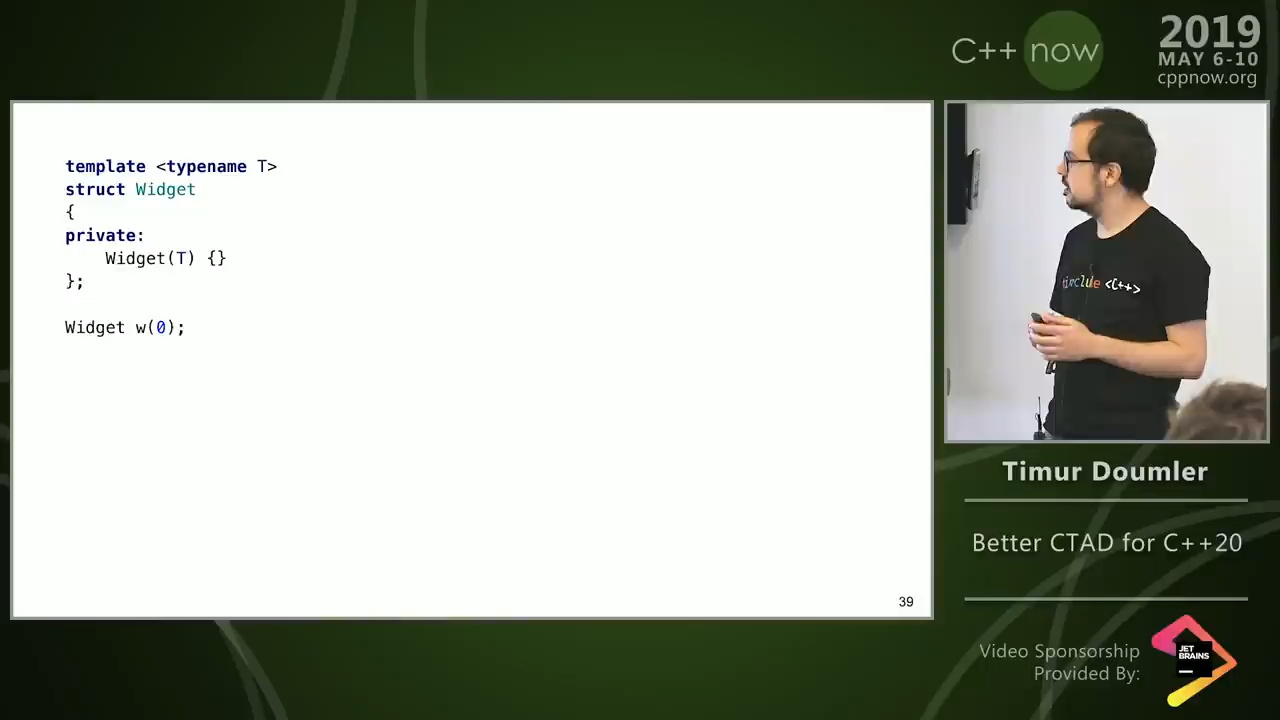 C++ now
2019
MAY 6-10
cppnow.org
template <typename T>
struct Widget
{
private:
    Widget(T) {}
};
Widget w(0);
39
#include <C++>
Timur Doumler
Better CTAD for C++20
Video Sponsorship
Provided By:
JET
BRAINS